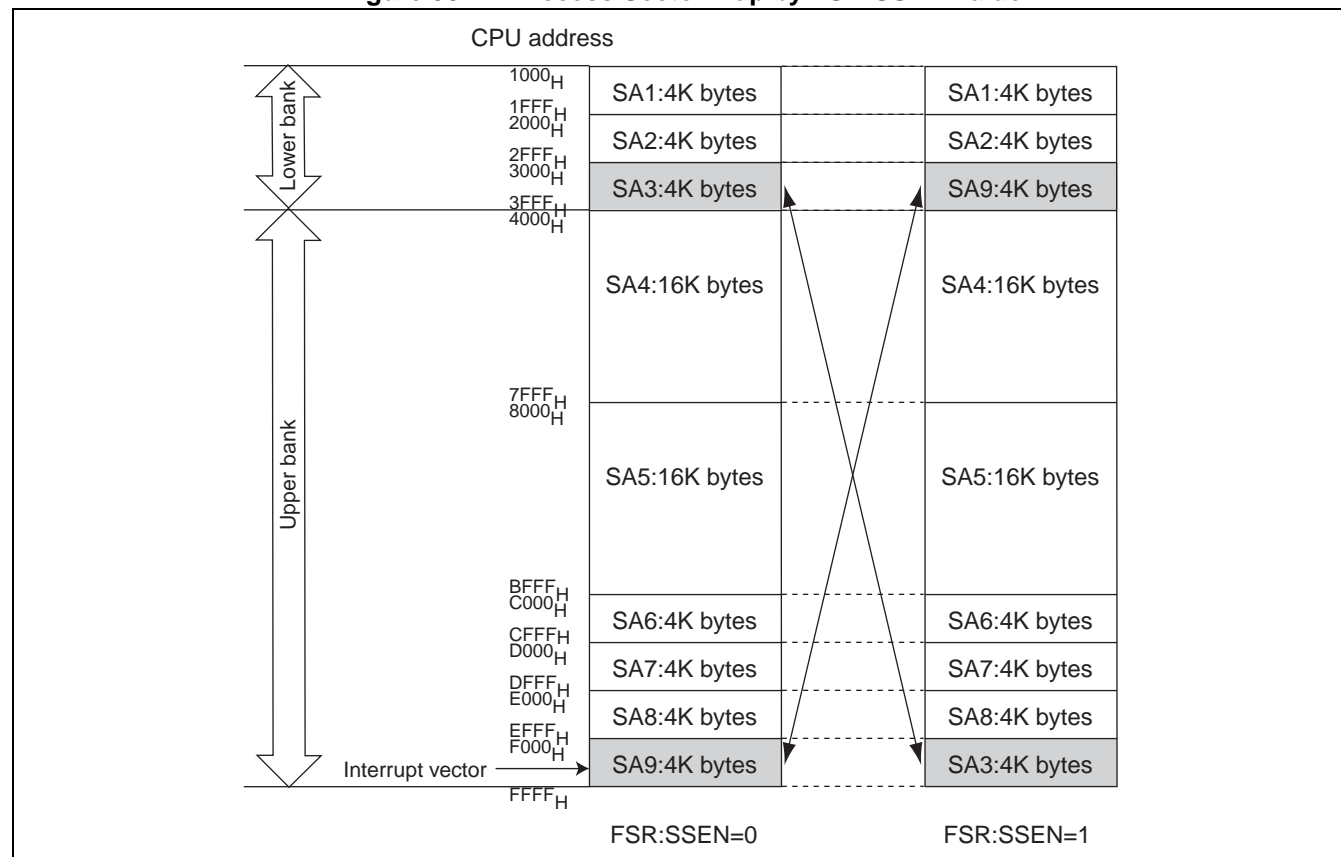 CPU address
Lower bank
Upper bank
1000H
1FFFH
2000H
2FFFH
3000H
3FFFH
4000H
7FFFH
8000H
BFFFH
C000H
CFFFH
D000H
DFFFH
E000H
EFFFH
F000H
FFFFH
Interrupt vector
SA1:4K bytes
SA2:4K bytes
SA3:4K bytes
SA4:16K bytes
SA5:16K bytes
SA6:4K bytes
SA7:4K bytes
SA8:4K bytes
SA9:4K bytes
FSR:SSEN=0
SA1:4K bytes
SA2:4K bytes
SA9:4K bytes
SA4:16K bytes
SA5:16K bytes
SA6:4K bytes
SA7:4K bytes
SA8:4K bytes
SA3:4K bytes
FSR:SSEN=1